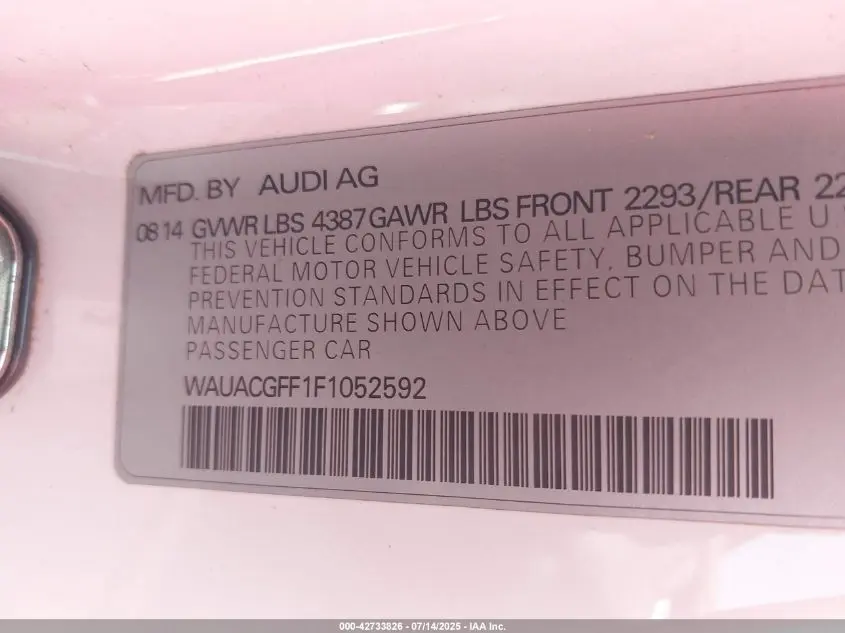 MFD. BY AUDI AG
08 14 GVWR LBS 4387 GAWR LBS FRONT 2293/REAR 22
THIS VEHICLE CONFORMS TO ALL APPLICABLE U
FEDERAL MOTOR VEHICLE SAFETY, BUMPER AND
PREVENTION STANDARDS IN EFFECT ON THE DAT
MANUFACTURE SHOWN ABOVE
PASSENGER CAR
WAUACGFF1F1052592
000-42733826 - 07/14/2025 - IAA Inc.